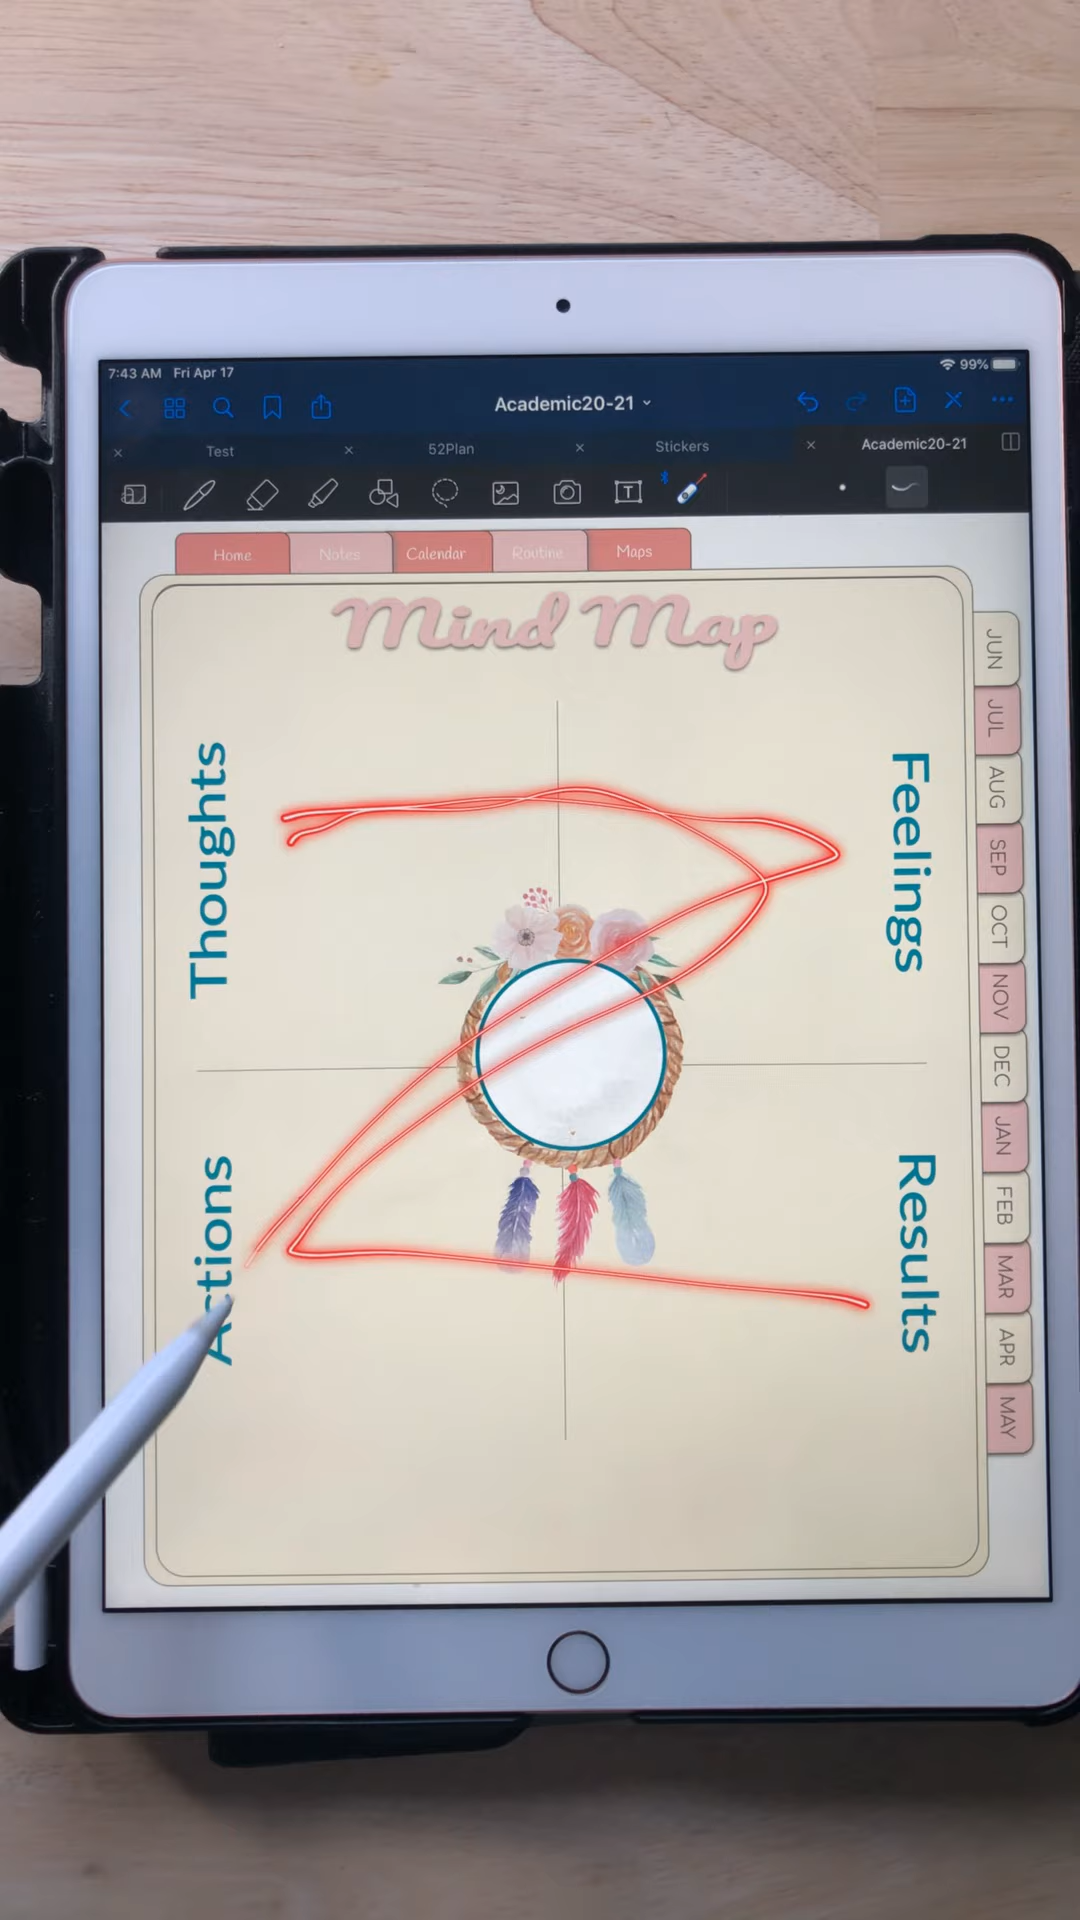 7:43 AM Fri Apr 17
99%
Academic20-21
Test
52Plan
Stickers
Academic20-21
T
Home
Notes
Calendar
Routine
Maps
Mind Map
Thoughts
Feelings
Actions
Results
JUN
JUL
AUG
SEP
OCT
NOV
DEC
JAN
FEB
MAR
APR
MAY